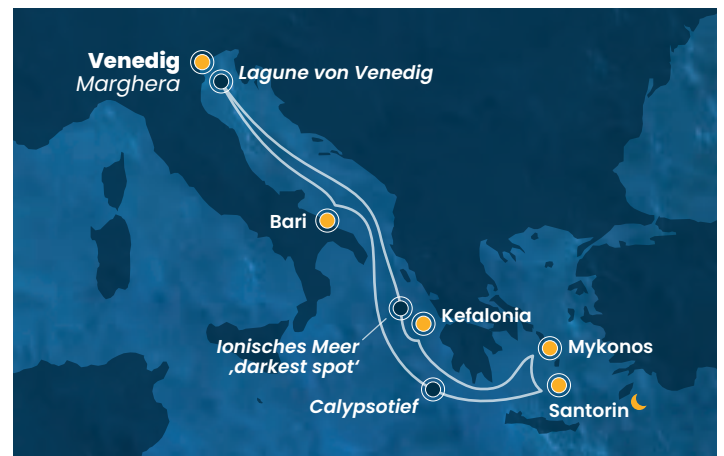 Venedig
Marghera
Lagune von Venedig
Bari
Kefalonia
Ionisches Meer
‚darkest spot‘
Mykonos
Calypsotief
Santorin